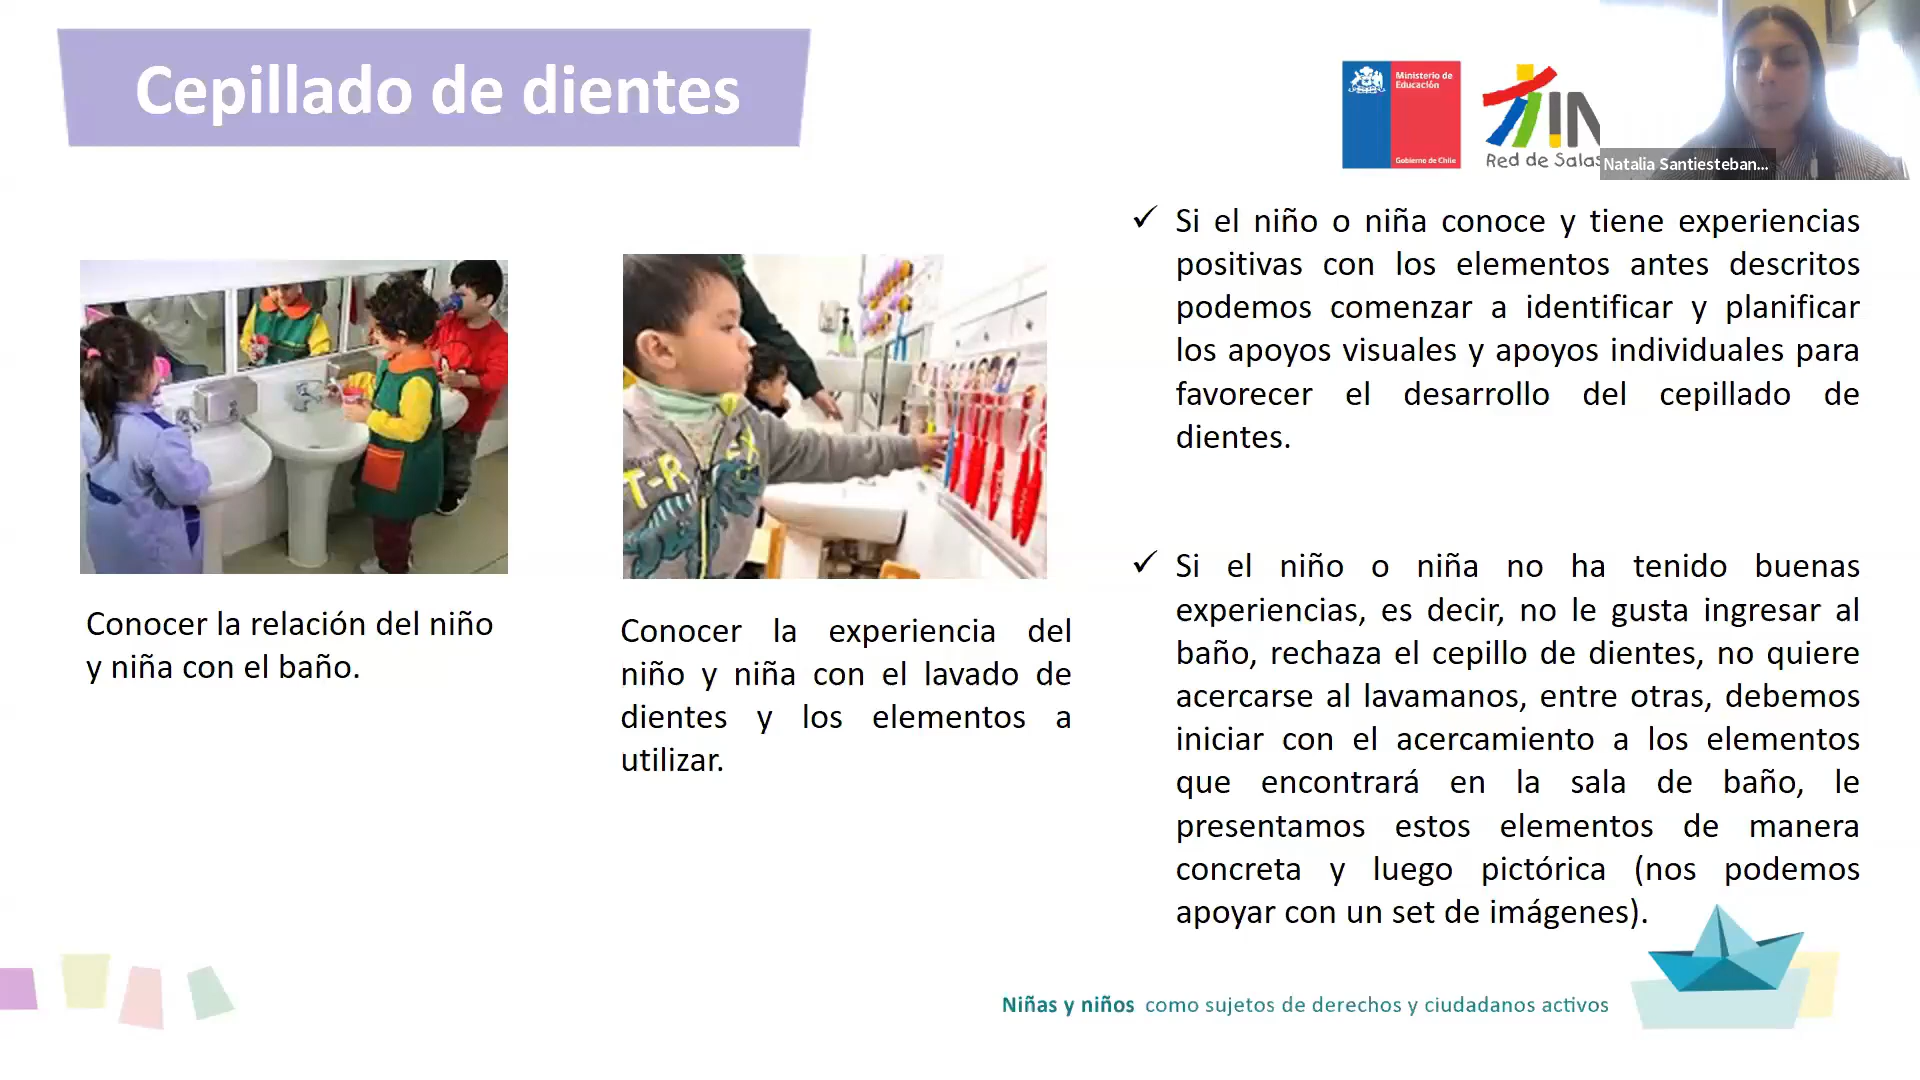 Cepillado de dientes
Ministerio de
Educación
Gobierno de Chile
Red de Salas
Natalia Santiesteban...
Conocer la relación del niño
y niña con el baño.
T-R EX
Conocer la experiencia del
niño y niña con el lavado de
dientes y los elementos a
utilizar.
✓ Si el niño o niña conoce y tiene experiencias
positivas con los elementos antes descritos
podemos comenzar a identificar y planificar
los apoyos visuales y apoyos individuales para
favorecer el desarrollo del cepillado de
dientes.
✓ Si el niño o niña no ha tenido buenas
experiencias, es decir, no le gusta ingresar al
baño, rechaza el cepillo de dientes, no quiere
acercarse al lavamanos, entre otras, debemos
iniciar con el acercamiento a los elementos
que encontrará en la sala de baño, le
presentamos estos elementos de manera
concreta y luego pictórica (nos podemos
apoyar con un set de imágenes).
Niñas y niños como sujetos de derechos y ciudadanos activos